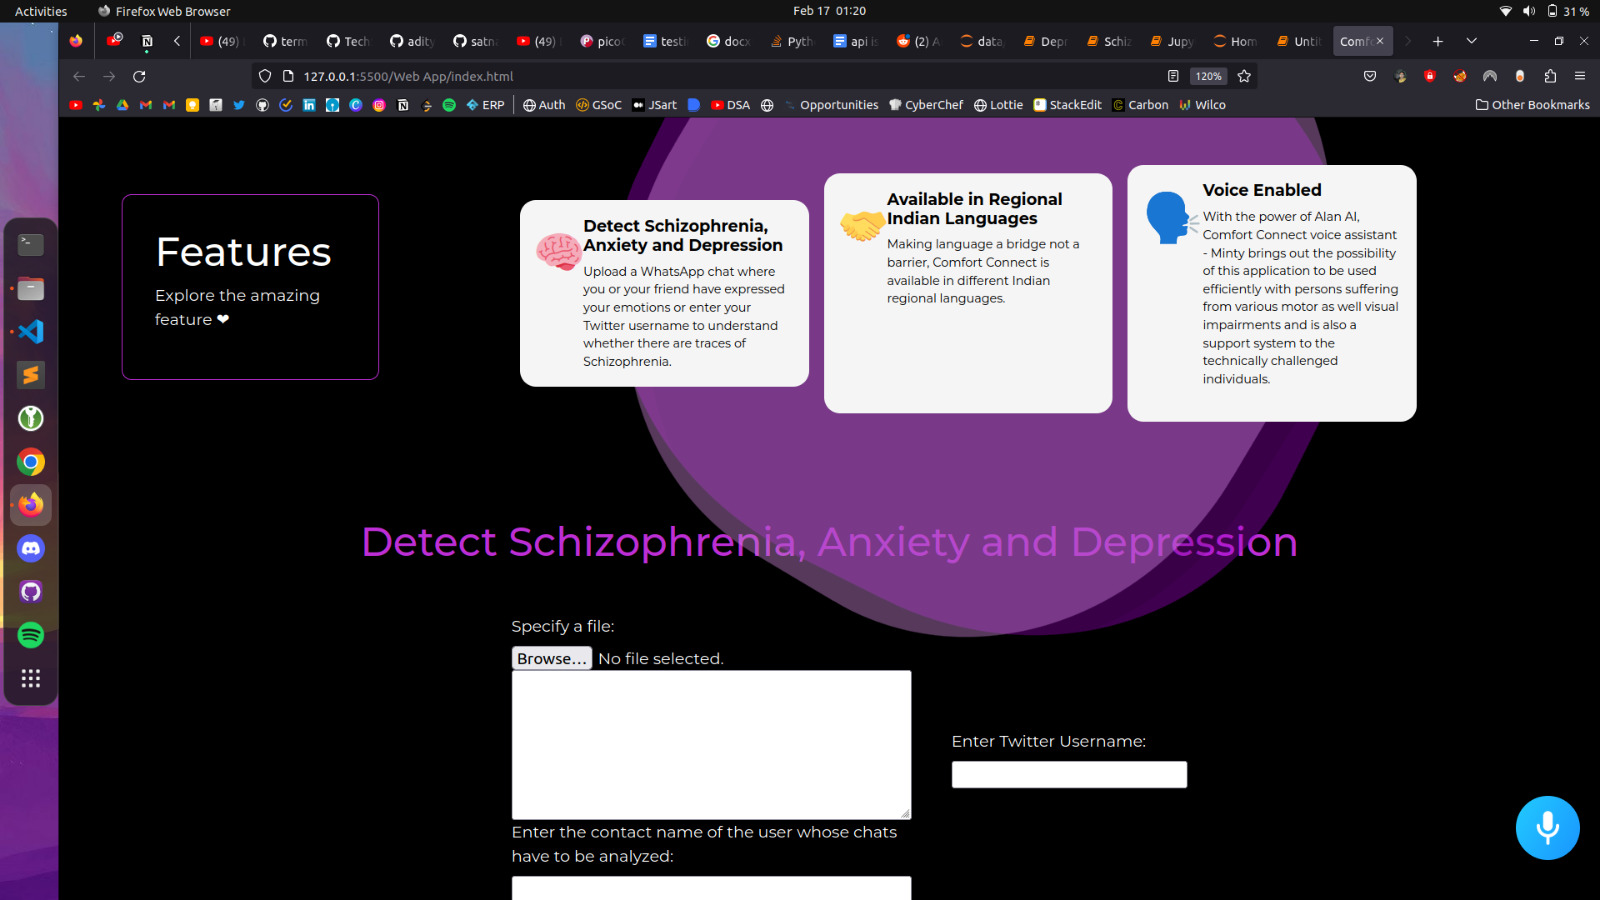 Activities
Firefox Web Browser
Feb 17 01:20
31 %
(49)
term
Tech
adity
satna
(49)
pico
testi
docx
Pyth
api is
(2) A
data
Depr
Schiz
Jupy
Hom
Untit
Comf
127.0.0.1:5500/Web App/index.html
120%
ERP
Auth
GSoC
JSart
DSA
Opportunities
CyberChef
Lottie
StackEdit
Carbon
Wilco
Other Bookmarks
Features
Explore the amazing
feature ❤
Detect Schizophrenia,
Anxiety and Depression
Upload a WhatsApp chat where
you or your friend have expressed
your emotions or enter your
Twitter username to understand
whether there are traces of
Schizophrenia.
Available in Regional
Indian Languages
Making language a bridge not a
barrier, Comfort Connect is
available in different Indian
regional languages.
Voice Enabled
With the power of Alan AI,
Comfort Connect voice assistant
- Minty brings out the possibility
of this application to be used
efficiently with persons suffering
from various motor as well visual
impairments and is also a
support system to the
technically challenged
individuals.
Detect Schizophrenia, Anxiety and Depression
Specify a file:
Browse... No file selected.
Enter Twitter Username:
Enter the contact name of the user whose chats
have to be analyzed: